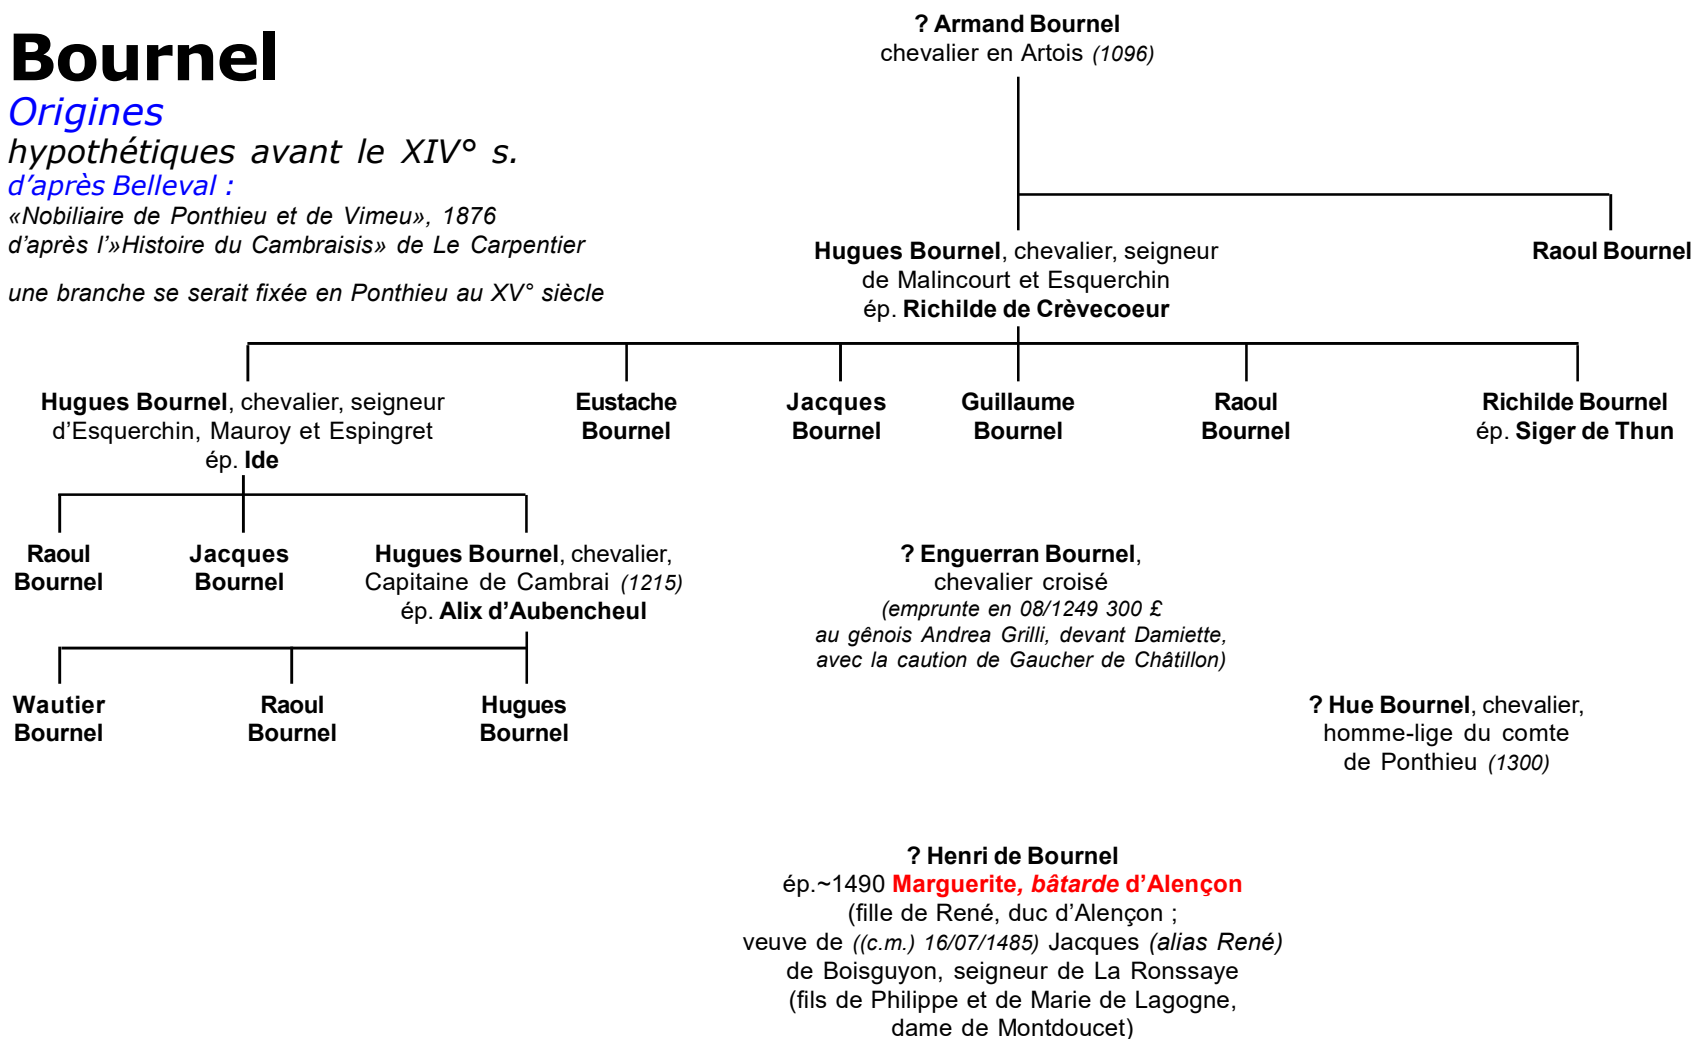 Bournel
Origines
hypothétiques avant le XIV° s.
d'après Belleval :
«Nobiliaire de Ponthieu et de Vimeu», 1876
d'après l'»Histoire du Cambraisis» de Le Carpentier
une branche se serait fixée en Ponthieu au XV° siècle
? Armand Bournel
chevalier en Artois (1096)
Hugues Bournel, chevalier, seigneur
de Malincourt et Esquerchin
ép. Richilde de Crèvecoeur
Raoul Bournel
Hugues Bournel, chevalier, seigneur
d'Esquerchin, Mauroy et Espingret
ép. Ide
Eustache
Bournel
Jacques
Bournel
Guillaume
Bournel
Raoul
Bournel
Richilde Bournel
ép. Siger de Thun
Raoul
Bournel
Jacques
Bournel
Hugues Bournel, chevalier,
Capitaine de Cambrai (1215)
ép. Alix d'Aubencheul
? Enguerran Bournel,
chevalier croisé
(emprunte en 08/1249 300 £
au gênois Andrea Grilli, devant Damiette,
avec la caution de Gaucher de Châtillon)
Wautier
Bournel
Raoul
Bournel
Hugues
Bournel
? Hue Bournel, chevalier,
homme-lige du comte
de Ponthieu (1300)
? Henri de Bournel
ép.~1490 Marguerite, bâtarde d'Alençon
(fille de René, duc d'Alençon ;
veuve de ((c.m.) 16/07/1485) Jacques (alias René)
de Boisguyon, seigneur de La Ronssaye
(fils de Philippe et de Marie de Lagogne,
dame de Montdoucet)